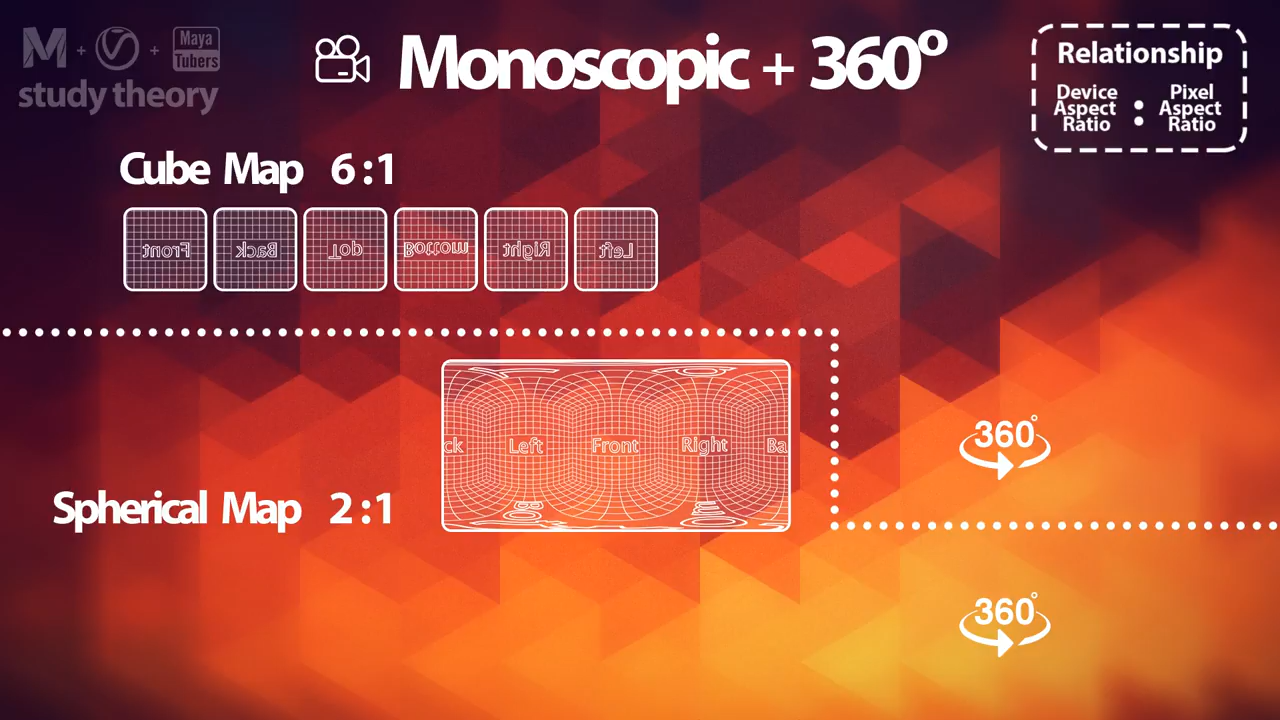 M + V + Maya Tubers
study theory
Monoscopic + 360º
Relationship
Device Aspect Ratio : Pixel Aspect Ratio
Cube Map 6:1
Front Back Top Bottom Right Left
ck Left Front Right Ba
Spherical Map 2:1
360°
360°